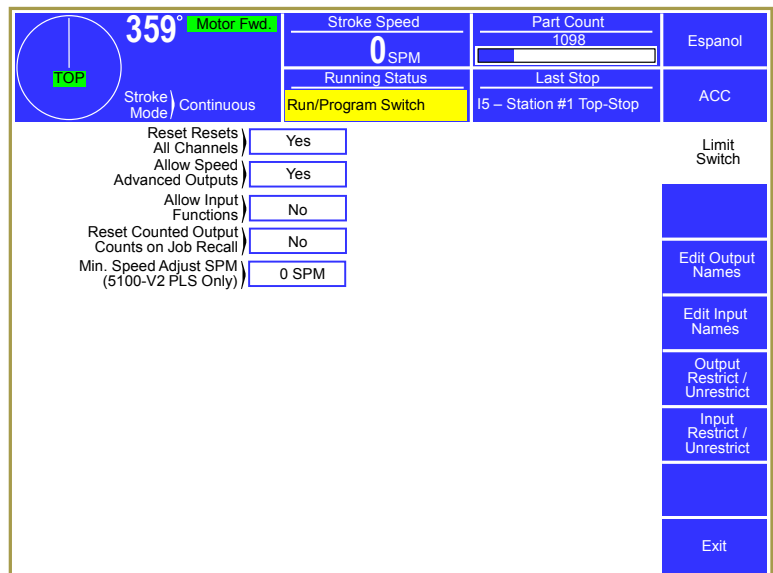 359° Motor Fwd.
TOP
Stroke
Mode
Continuous
Stroke Speed
0 SPM
Part Count
1098
Running Status
Run/Program Switch
Last Stop
I5 – Station #1 Top-Stop
Espanol
ACC
Limit
Switch
Edit Output
Names
Edit Input
Names
Output
Restrict /
Unrestrict
Input
Restrict /
Unrestrict
Exit
Reset Resets
All Channels
Yes
Allow Speed
Advanced Outputs
Yes
Allow Input
Functions
No
Reset Counted Output
Counts on Job Recall
No
Min. Speed Adjust SPM
(5100-V2 PLS Only)
0 SPM